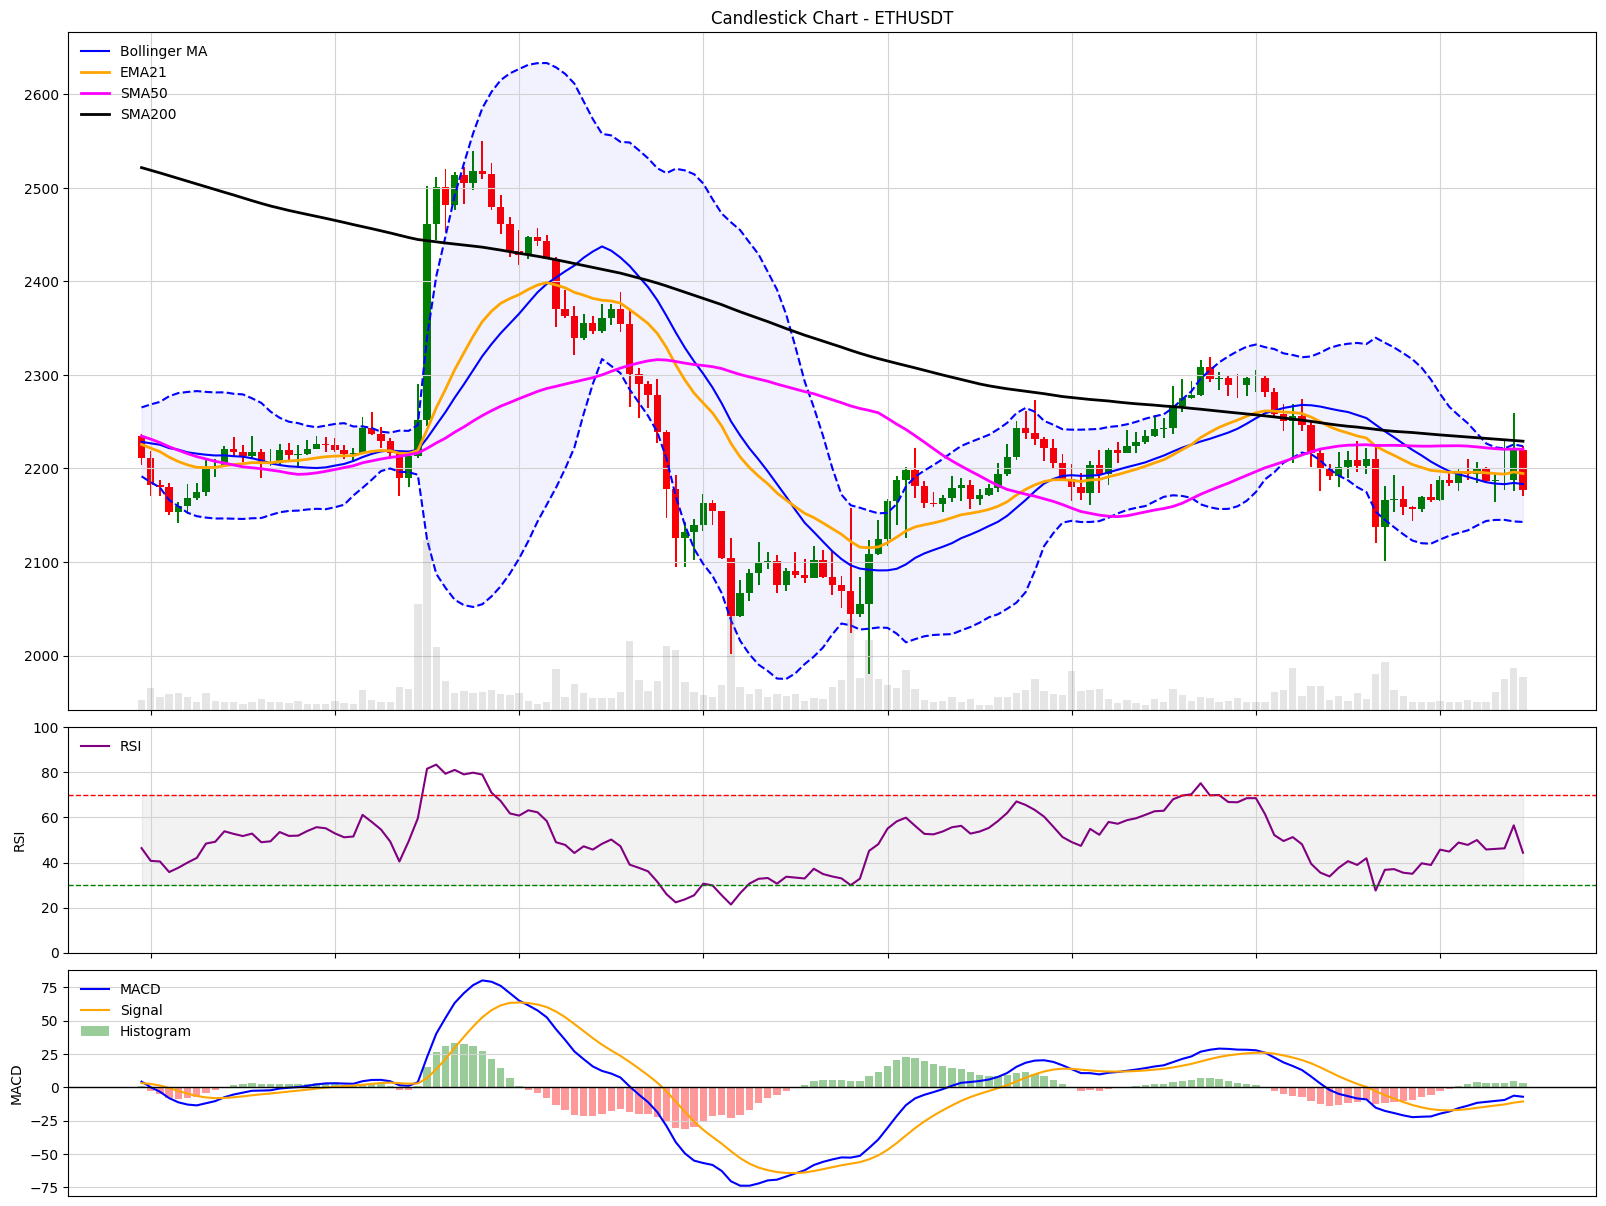 Candlestick Chart - ETHUSDT
Bollinger MA
EMA21
SMA50
SMA200
2600
2500
2400
2300
2200
2100
2000
100
80
60
40
20
0
RSI
RSI
75
50
25
0
−25
−50
−75
MACD
MACD
Signal
Histogram